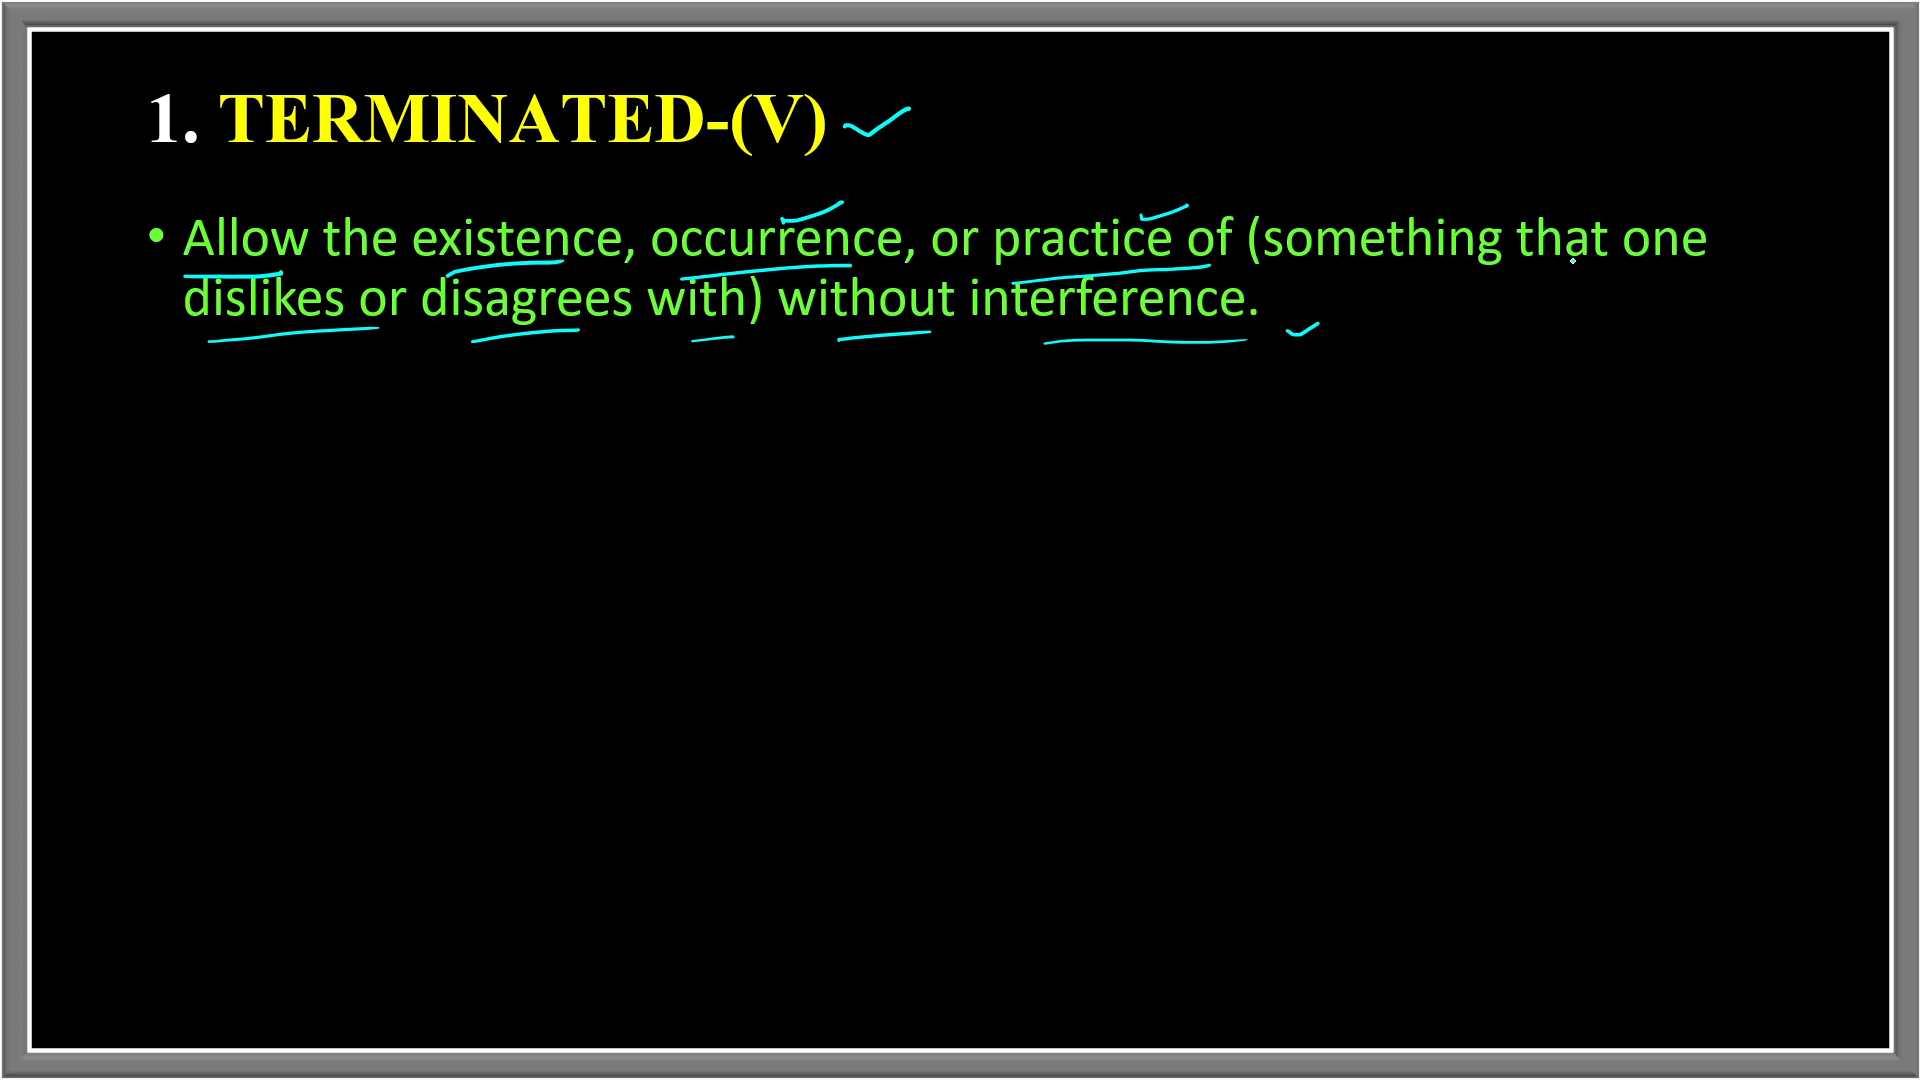 1. TERMINATED-(V)
• Allow the existence, occurrence, or practice of (something that one
dislikes or disagrees with) without interference.